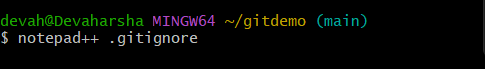 devah@Devaharsha MINGW64 ~/gitdemo (main)
$ notepad++ .gitignore